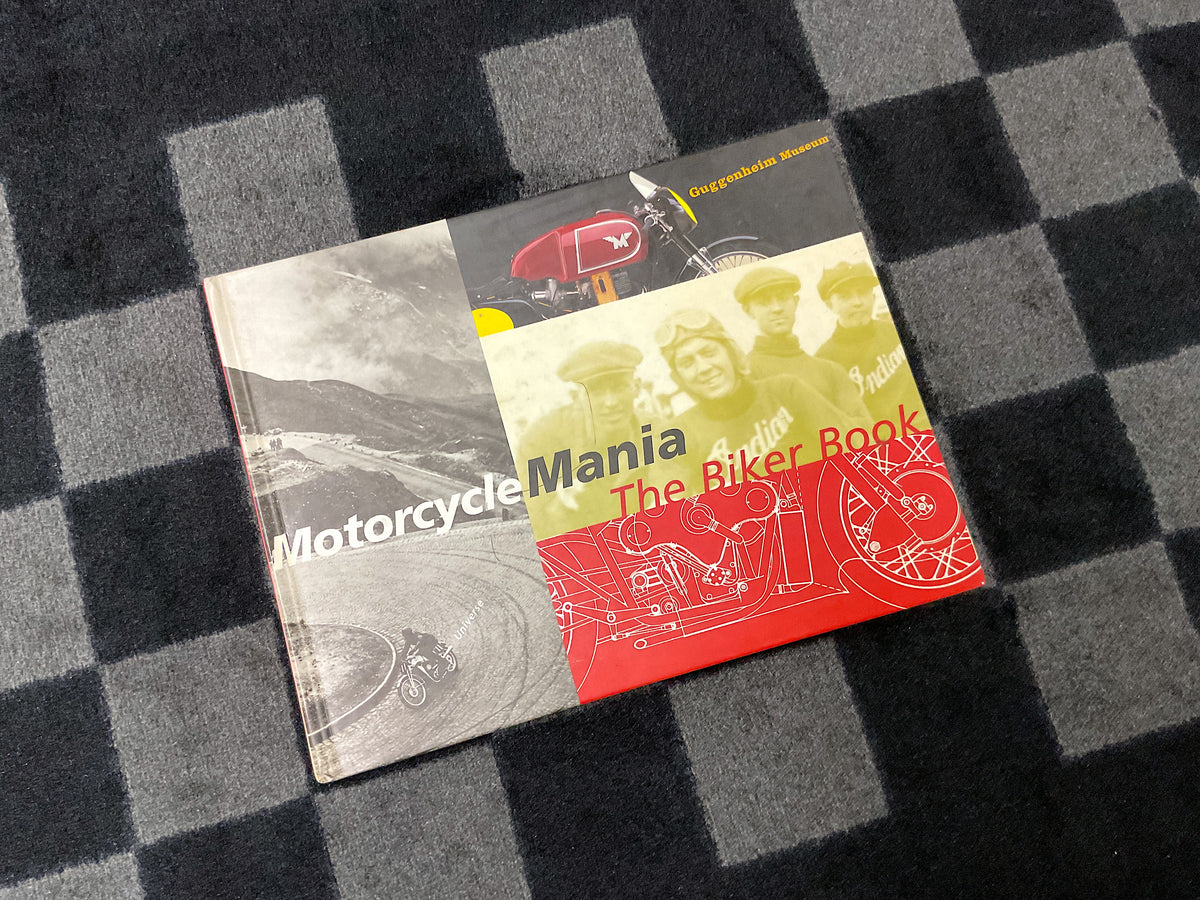 Guggenheim Museum
M
Indian
Indian
MotorcycleMania
The Biker Book
Universe